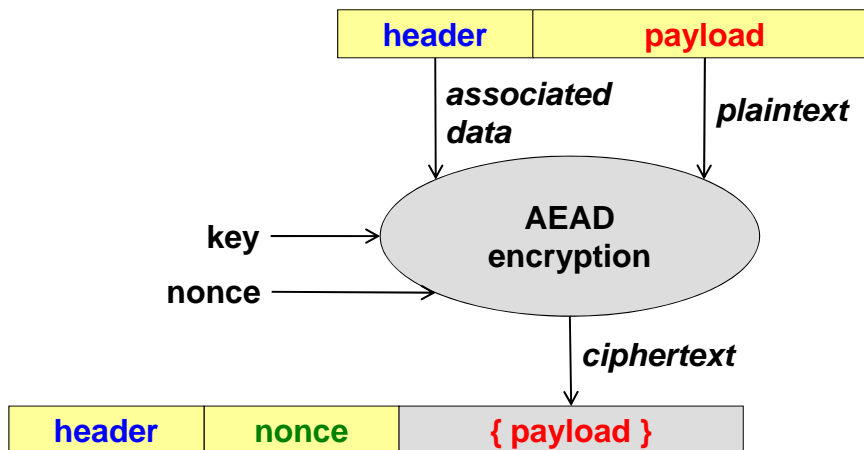 header payload
associated
data
plaintext
AEAD
encryption
key
nonce
ciphertext
header nonce { payload }